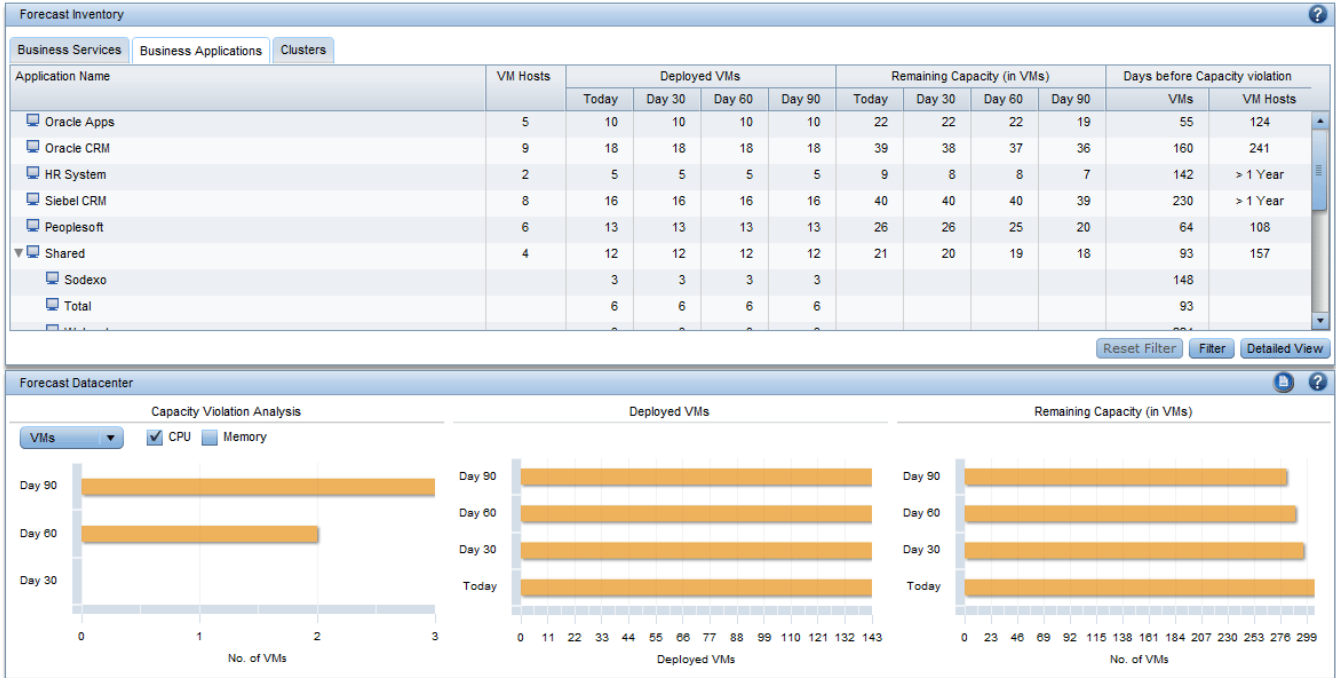 Forecast Inventory
?
Business Services Business Applications Clusters
Application Name VM Hosts Deployed VMs Remaining Capacity (in VMs) Days before Capacity violation
Today Day 30 Day 60 Day 90 Today Day 30 Day 60 Day 90 VMs VM Hosts
Oracle Apps 5 10 10 10 10 22 22 22 19 55 124
Oracle CRM 9 18 18 18 18 39 38 37 36 160 241
HR System 2 5 5 5 5 9 8 8 7 142 > 1 Year
Siebel CRM 8 16 16 16 16 40 40 40 39 230 > 1 Year
Peoplesoft 6 13 13 13 13 26 26 25 20 64 108
Shared 4 12 12 12 12 21 20 19 18 93 157
Sodexo 3 3 3 3 148
Total 6 6 6 6 93
Reset Filter Filter Detailed View
Forecast Datacenter
?
Capacity Violation Analysis
VMs CPU Memory
Day 90
Day 60
Day 30
0 1 2 3
No. of VMs
Deployed VMs
Day 90
Day 60
Day 30
Today
0 11 22 33 44 55 66 77 88 99 110 121 132 143
Deployed VMs
Remaining Capacity (in VMs)
Day 90
Day 60
Day 30
Today
0 23 46 69 92 115 138 161 184 207 230 253 276 299
No. of VMs